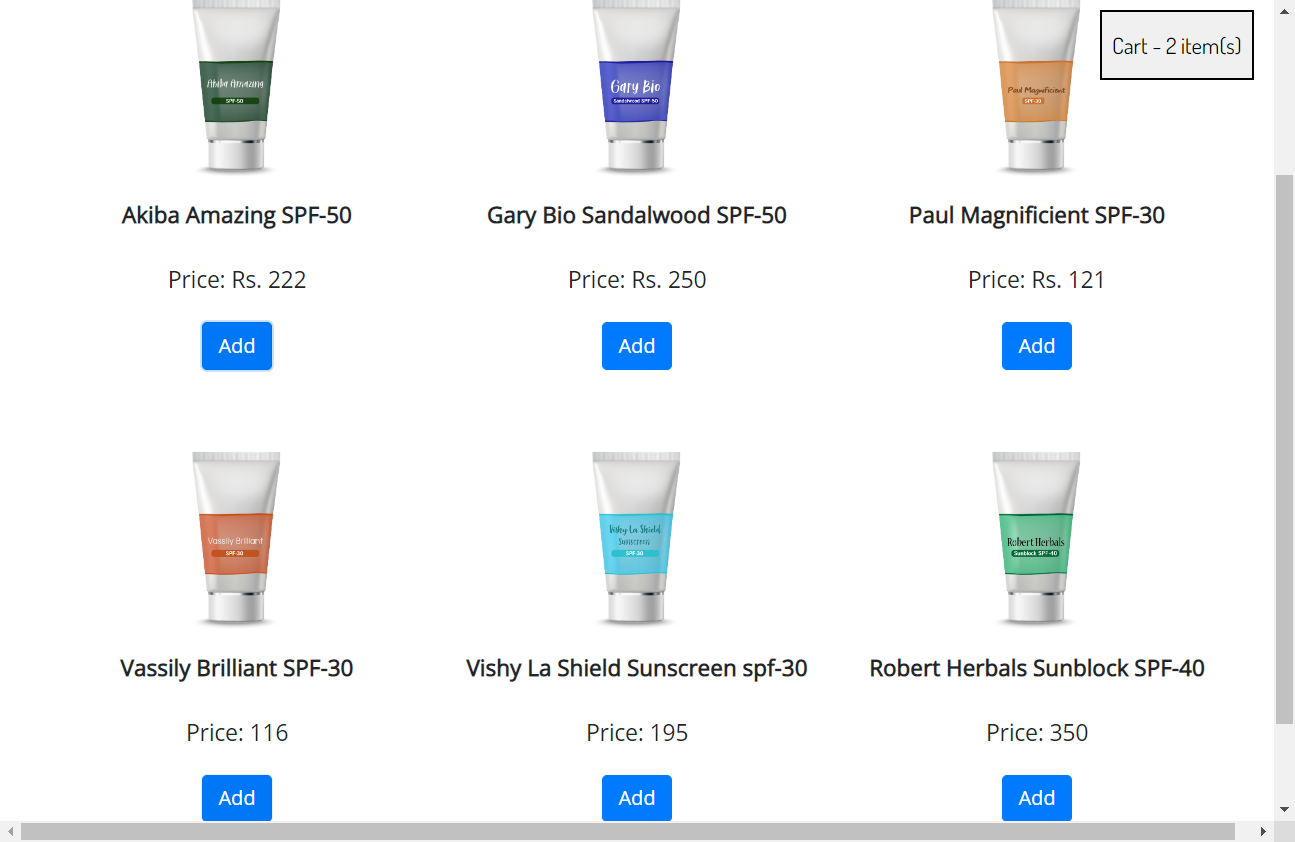 Cart - 2 item(s)
Akiba Amazing
SPF-50
Gary Bio
Sandalwood SPF-50
Paul Magnificient
SPF-30
Akiba Amazing SPF-50
Gary Bio Sandalwood SPF-50
Paul Magnificient SPF-30
Price: Rs. 222
Price: Rs. 250
Price: Rs. 121
Add
Add
Add
Vassily Brilliant
SPF-30
Vishy La Shield
Sunscreen
SPF-30
Robert Herbals
Sunblock SPF-40
Vassily Brilliant SPF-30
Vishy La Shield Sunscreen spf-30
Robert Herbals Sunblock SPF-40
Price: 116
Price: 195
Price: 350
Add
Add
Add